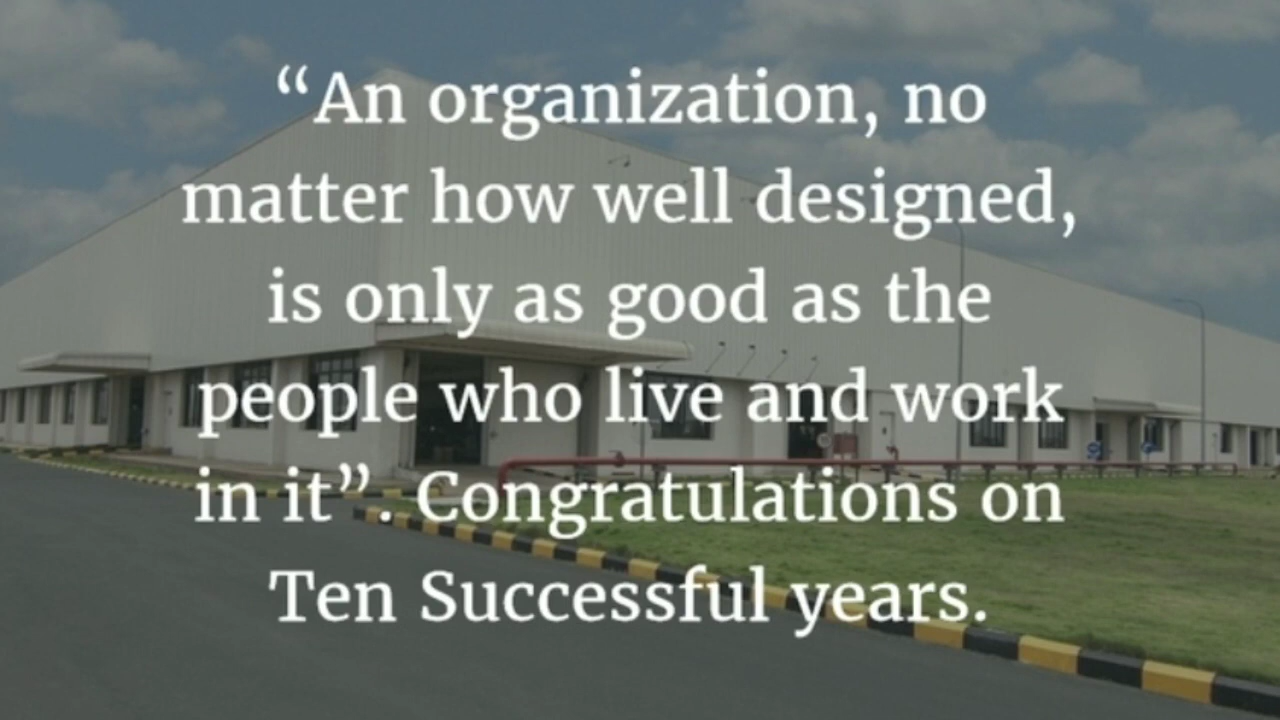 “An organization, no
matter how well designed,
is only as good as the
people who live and work
in it” . Congratulations on
Ten Successful years.